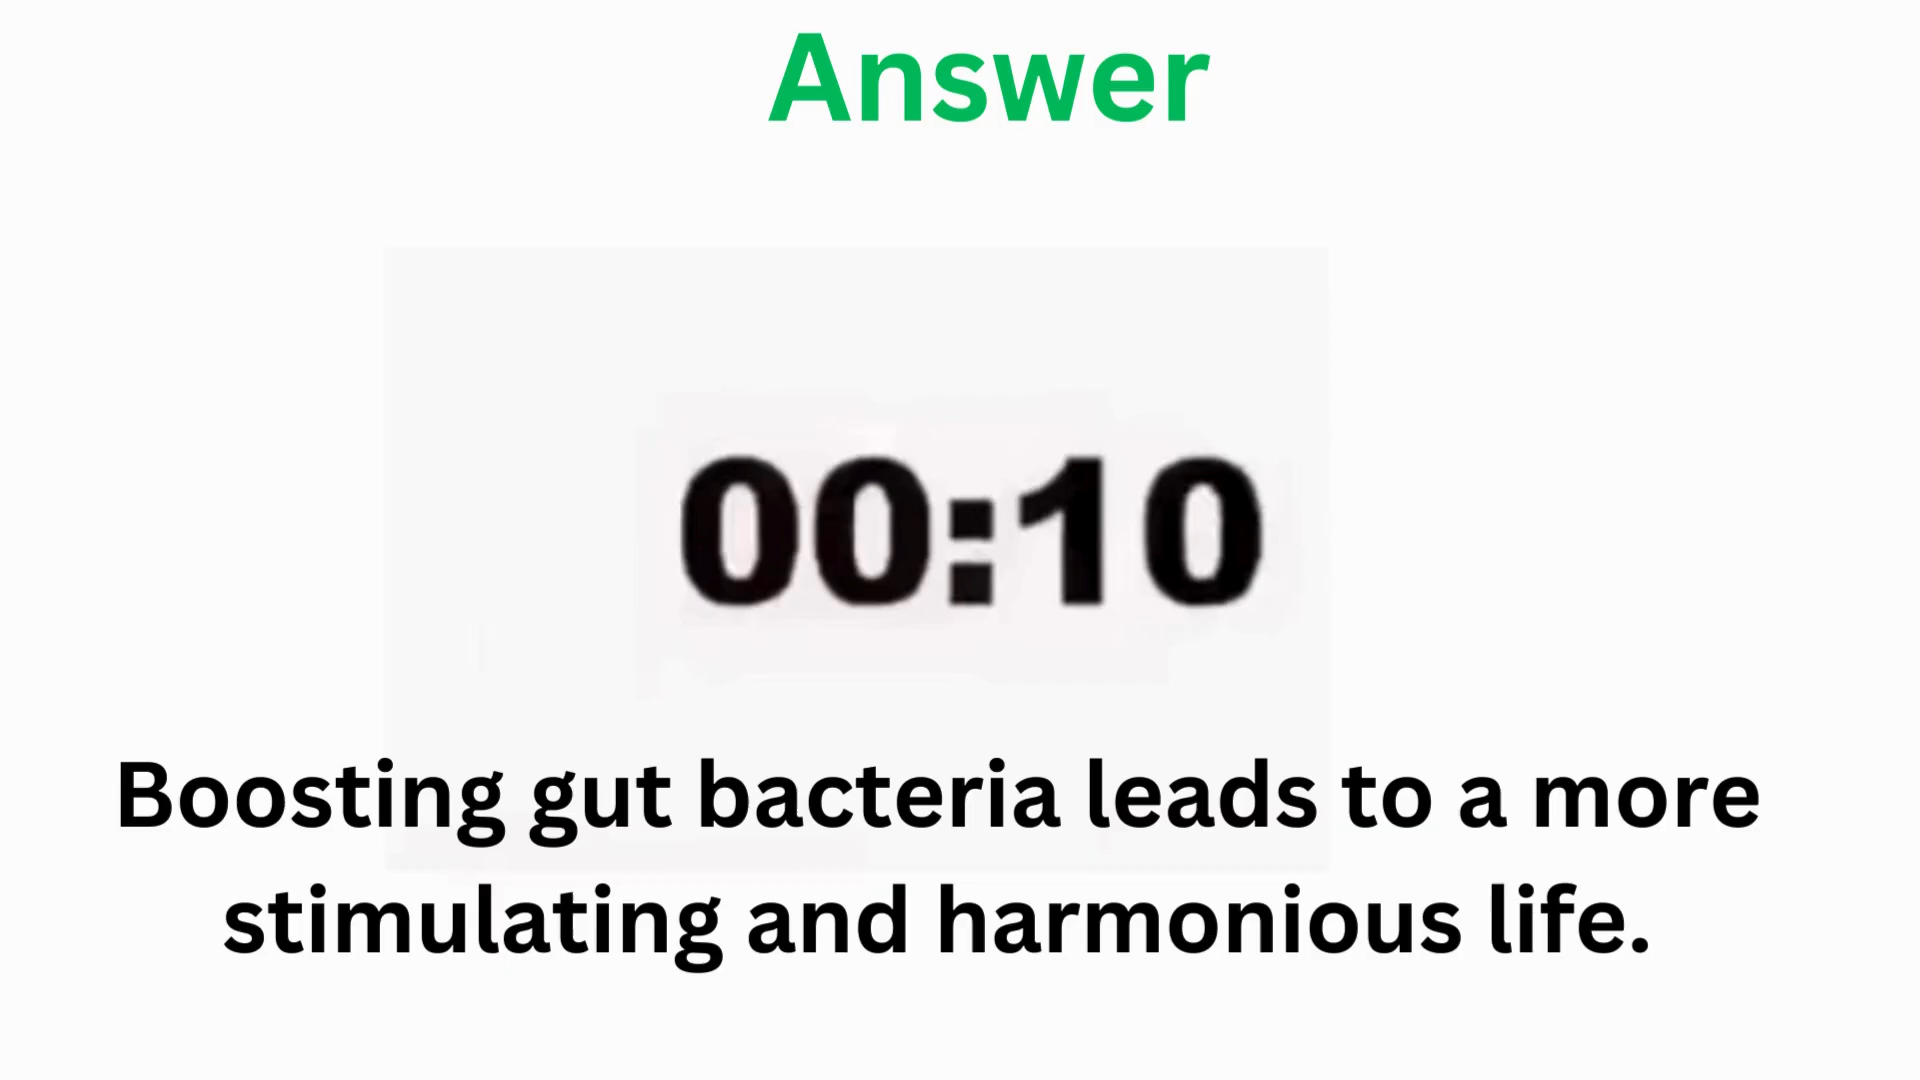 Answer
00:10
Boosting gut bacteria leads to a more
stimulating and harmonious life.